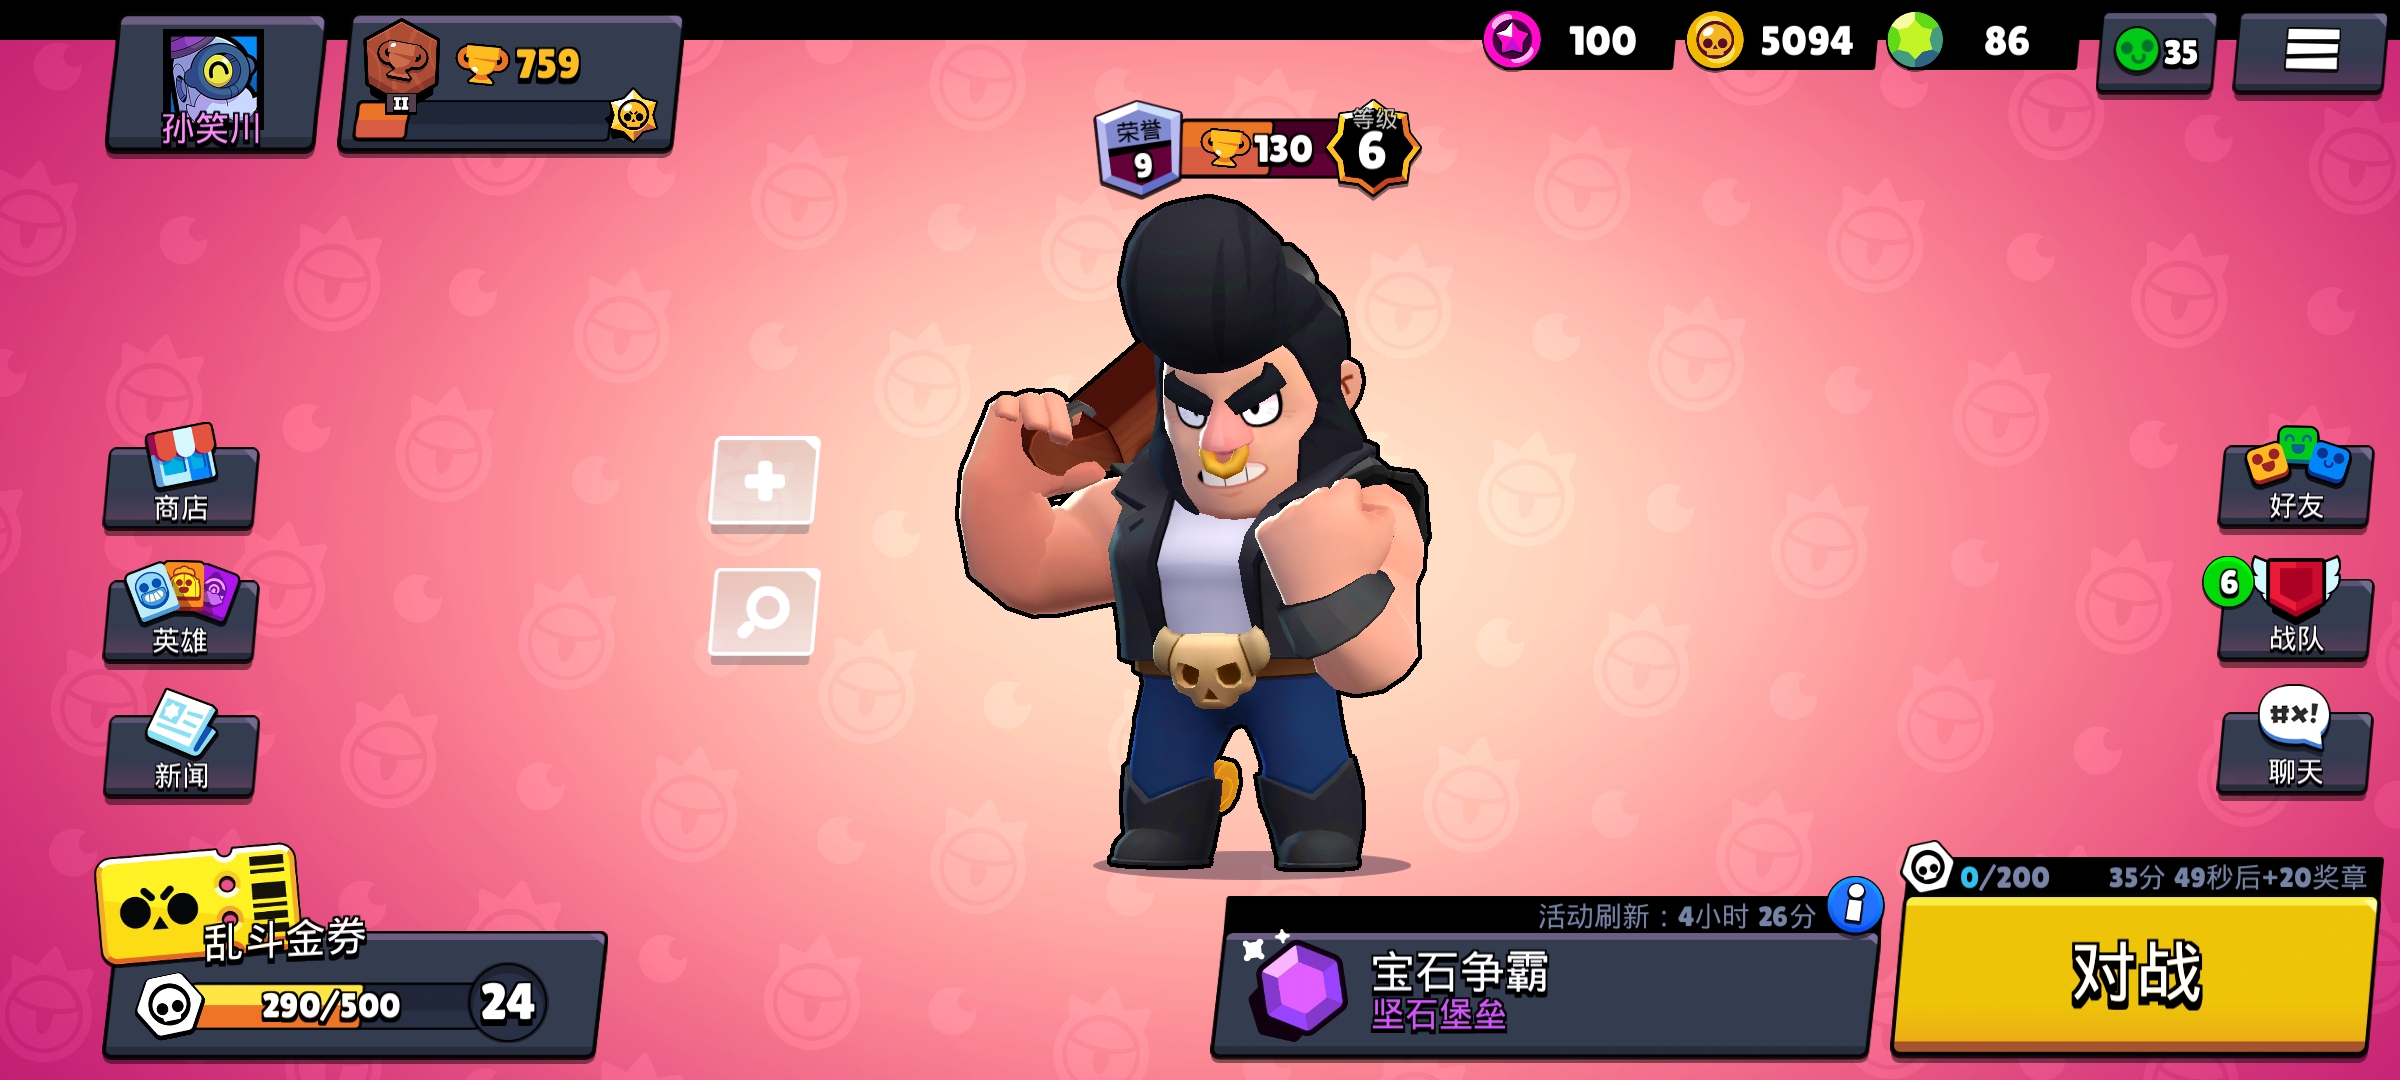 孙笑川
759
II
100
5094
86
35
荣誉
9
130
等级
6
商店
英雄
新闻
好友
6
战队
#x!
聊天
乱斗金券
290/500
24
活动刷新：4小时 26分
宝石争霸
坚石堡垒
0/200
35分 49秒后+20奖章
对战